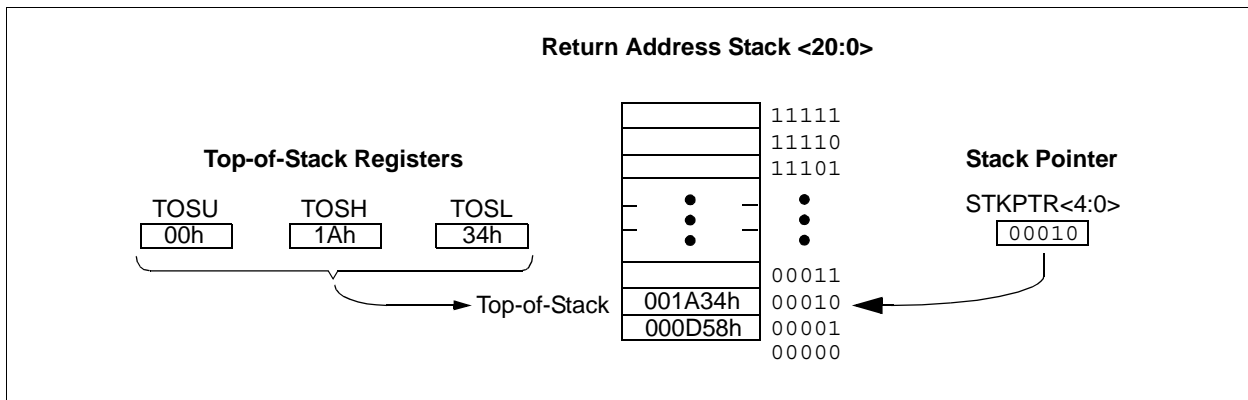 Return Address Stack <20:0>
Top-of-Stack Registers
TOSU TOSH TOSL
00h 1Ah 34h
Top-of-Stack
11111
11110
11101
00011
001A34h 00010
000D58h 00001
00000
Stack Pointer
STKPTR<4:0>
00010